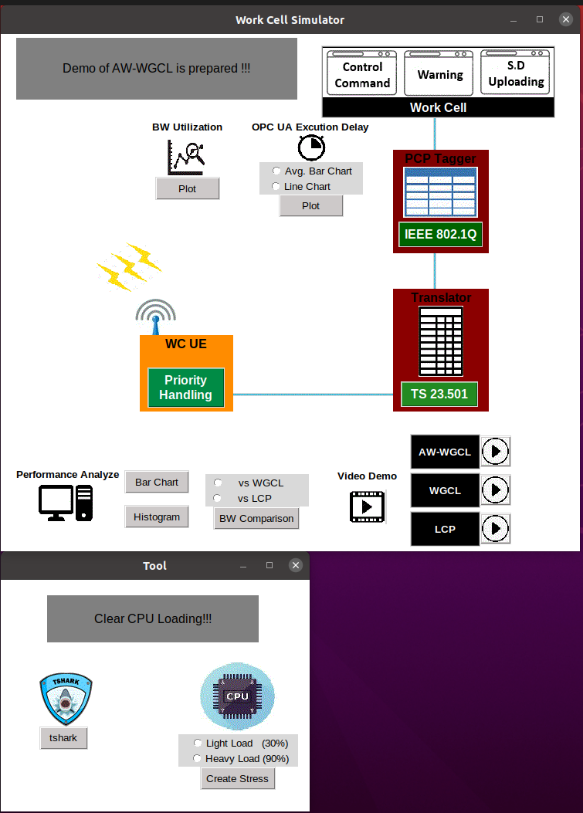 Work Cell Simulator
Demo of AW-WGCL is prepared !!!
Control
Command
Warning
S.D
Uploading
Work Cell
BW Utilization
Plot
OPC UA Excution Delay
Avg. Bar Chart
Line Chart
Plot
PCP Tagger
IEEE 802.1Q
Translator
TS 23.501
WC UE
Priority
Handling
Performance Analyze
Bar Chart
Histogram
vs WGCL
vs LCP
BW Comparison
Video Demo
AW-WGCL
WGCL
LCP
Tool
Clear CPU Loading!!!
TSHARK
tshark
CPU
Light Load (30%)
Heavy Load (90%)
Create Stress